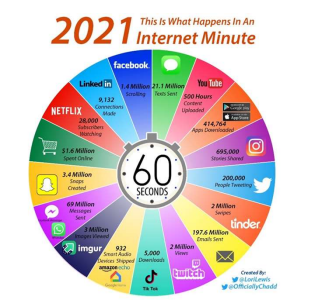 2021 This Is What Happens In An
Internet Minute
facebook.
1.4 Million
Scrolling
21.1 Million
Texts Sent
YouTube
500 Hours
Content
Uploaded
Google play
App Store
414,764
Apps Downloaded
695,000
Stories Shared
200,000
People Tweeting
2 Million
Swipes
tinder
197.6 Million
Emails Sent
2 Million
Views
twitch
5,000
Downloads
Tik Tok
932
Smart Audio
Devices Shipped
amazon echo
3 Million
Images Viewed
imgur
69 Million
Messages
Sent
3.4 Million
Snaps
Created
$1.6 Million
Spent Online
NETFLIX
28,000
Subscribers
Watching
LinkedIn
9,132
Connections
Made
60
SECONDS
Created By:
@LoriLewis
@OfficiallyChadd